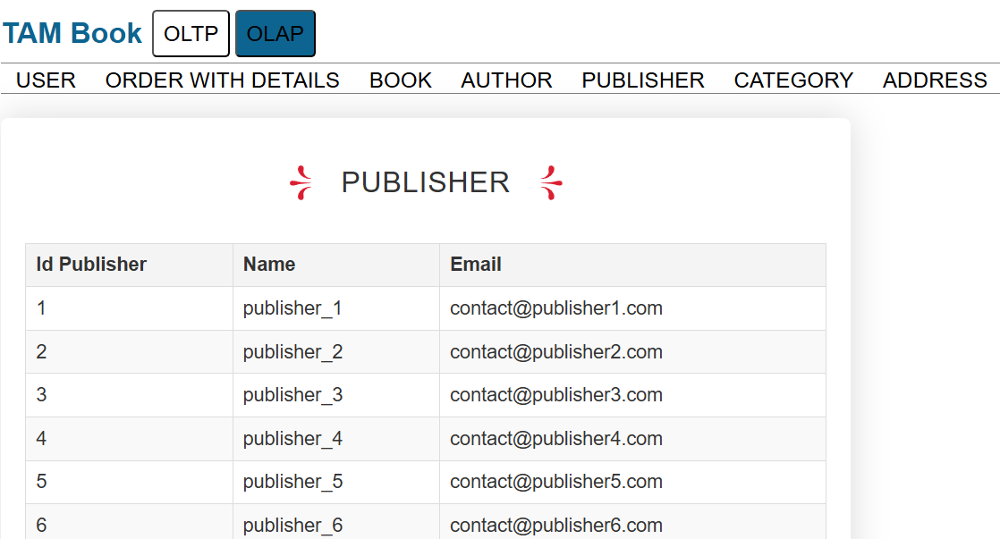 TAM Book OLTP OLAP
USER ORDER WITH DETAILS BOOK AUTHOR PUBLISHER CATEGORY ADDRESS
PUBLISHER
Id Publisher Name Email
1 publisher_1 contact@publisher1.com
2 publisher_2 contact@publisher2.com
3 publisher_3 contact@publisher3.com
4 publisher_4 contact@publisher4.com
5 publisher_5 contact@publisher5.com
6 publisher_6 contact@publisher6.com